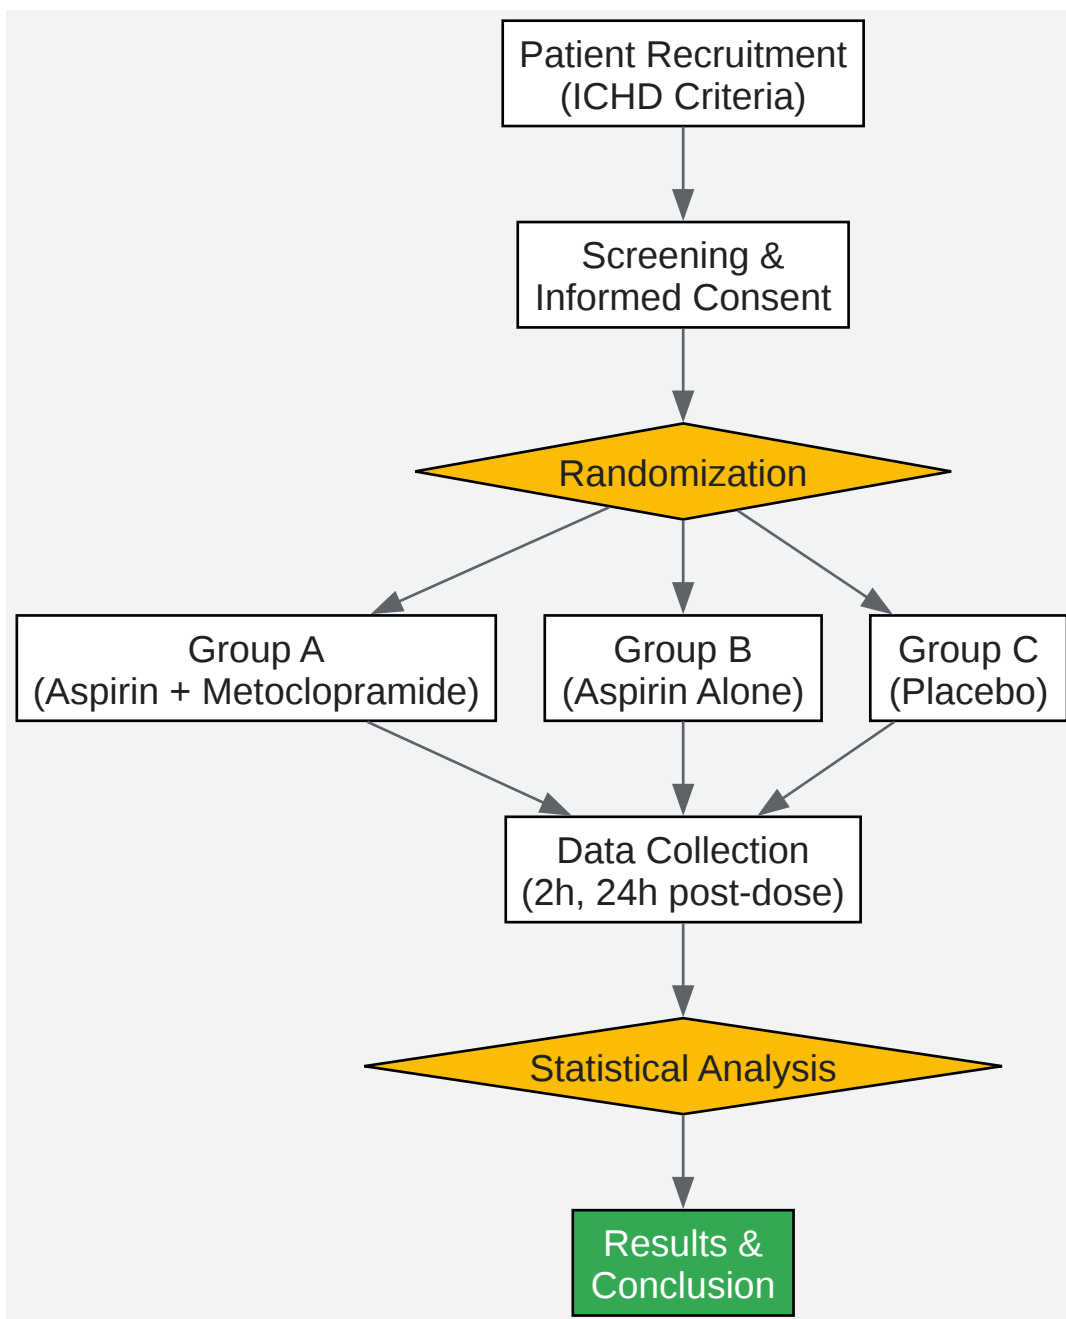 Patient Recruitment
(ICHD Criteria)
Screening &
Informed Consent
Randomization
Group A
(Aspirin + Metoclopramide)
Group B
(Aspirin Alone)
Group C
(Placebo)
Data Collection
(2h, 24h post-dose)
Statistical Analysis
Results &
Conclusion